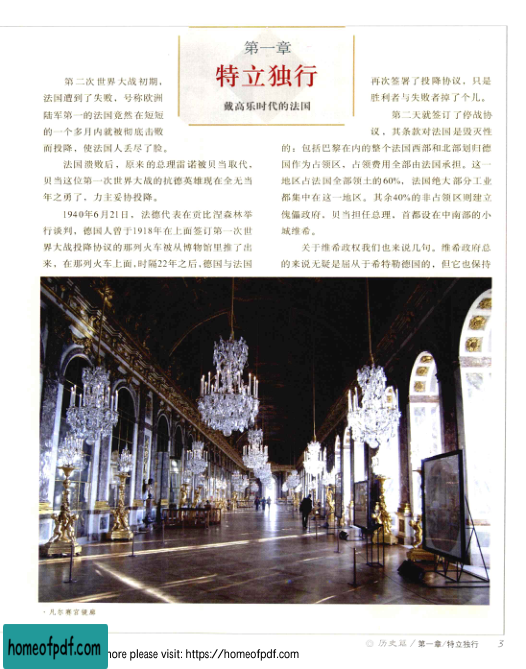 第一章
特立独行
戴高乐时代的法国
第二次世界大战初期，
法国遭到了失败，号称欧洲
陆军第一的法国竟然在短短
的一个多月内就被彻底击败
而投降，使法国人丢尽了脸。
法国溃败后，原来的总理雷诺被贝当取代，
贝当这位第一次世界大战的抗德英雄现在全无当
年之勇了，力主妥协投降。
1940年6月21日，法德代表在贡比涅森林举
行谈判，德国人曾于1918年在上面签订第一次世
界大战投降协议的那列火车被从博物馆里推了出
来，在那列火车上面，时隔22年之后，德国与法国
再次签署了投降协议，只是
胜利者与失败者掉了个儿。
第二天就签订了停战协
议，其条款对法国是毁灭性
的：包括巴黎在内的整个法国西部和北部划归德
国作为占领区，占领费用全部由法国承担。这一
地区占法国全部领土的60%，法国绝大部分工业
都集中在这一地区。其余40%的非占领区则建立
傀儡政府，贝当担任总理，首都设在中南部的小
城维希。
关于维希政权我们也来说几句。维希政府总
的来说无疑是屈从于希特勒德国的，但它也保持
· 凡尔赛宫镜廊
◎ 历史篇 / 第一章/特立独行 3
homeofpdf.com
more please visit: https://homeofpdf.com